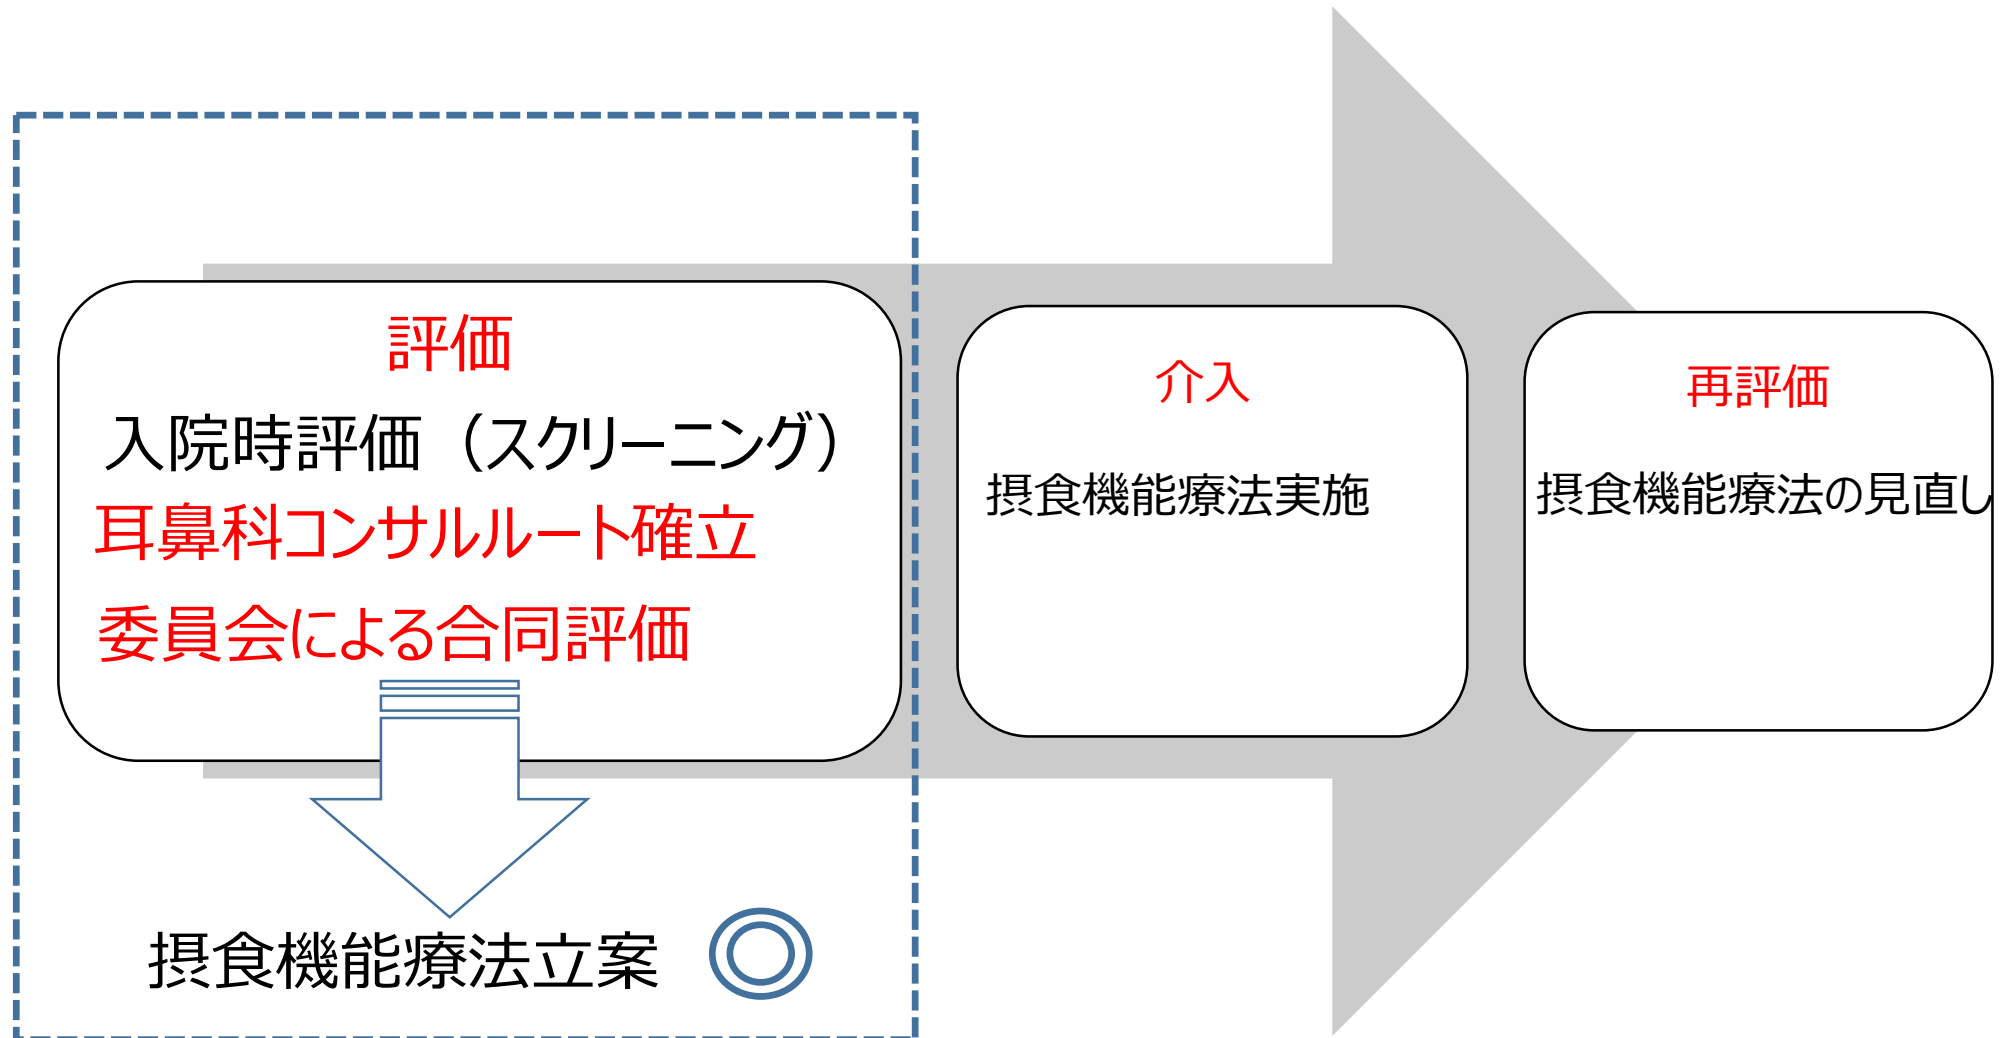 評価
入院時評価（スクリーニング）
耳鼻科コンサルルート確立
委員会による合同評価
摂食機能療法立案
介入
摂食機能療法実施
再評価
摂食機能療法の見直し